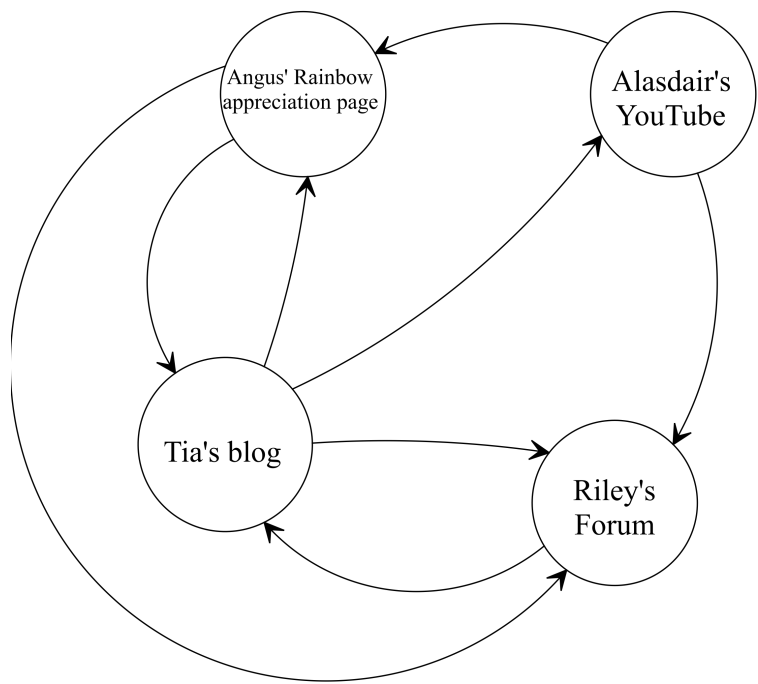 Angus' Rainbow
appreciation page
Alasdair's
YouTube
Tia's blog
Riley's
Forum